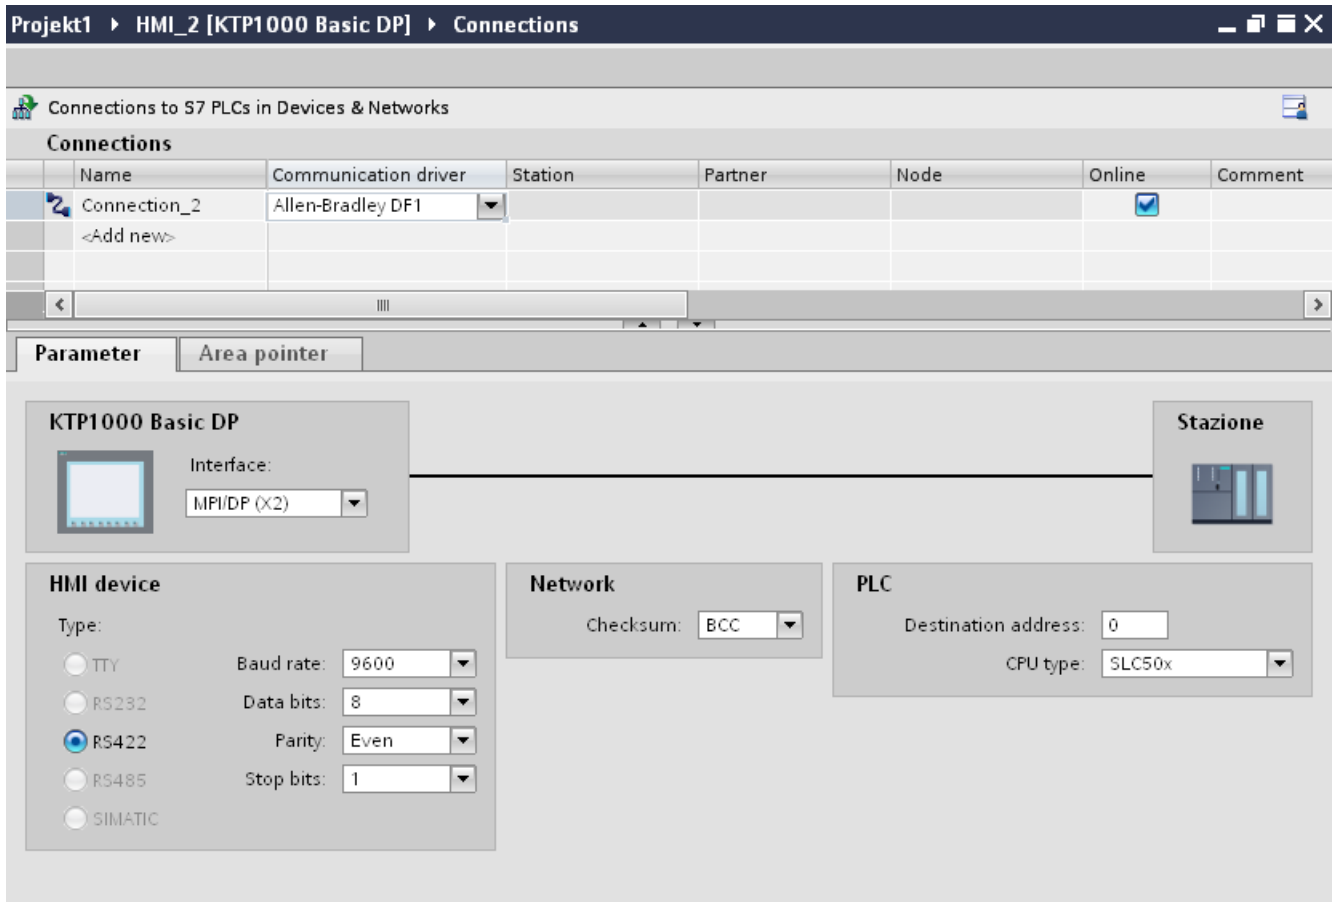 Projekt1 ▸ HMI_2 [KTP1000 Basic DP] ▸ Connections
Connections to S7 PLCs in Devices & Networks
Connections
Name Communication driver Station Partner Node Online Comment
Connection_2 Allen-Bradley DF1
<Add new>
Parameter Area pointer
KTP1000 Basic DP
Interface:
MPI/DP (X2)
Stazione
HMI device
Type:
TTY Baud rate: 9600
RS232 Data bits: 8
RS422 Parity: Even
RS485 Stop bits: 1
SIMATIC
Network
Checksum: BCC
PLC
Destination address: 0
CPU type: SLC50x